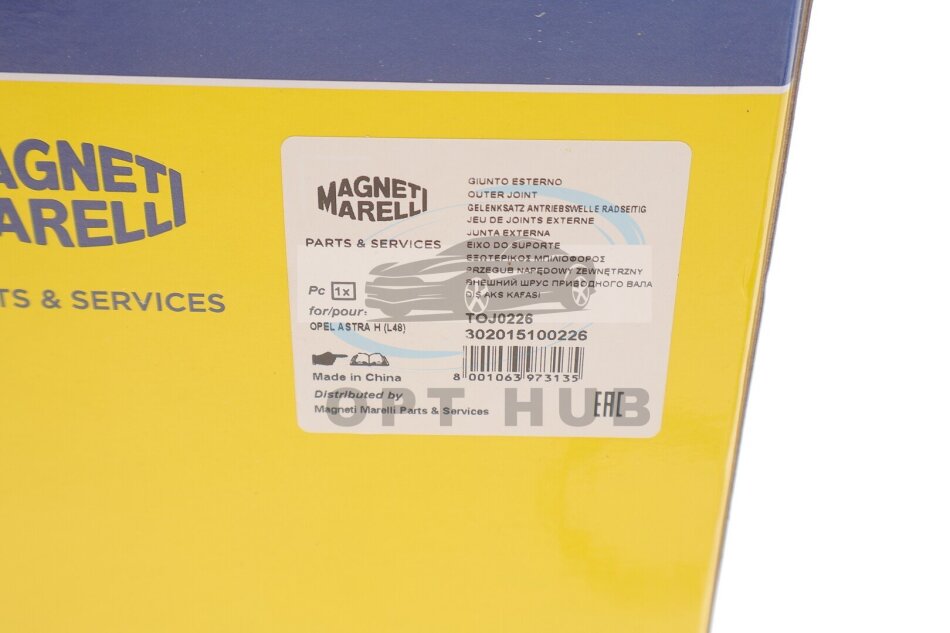 MAGNETI
MARELLI
PARTS & SERVICES
Pc 1x
for/pour:
OPEL ASTRA H (L48)
Made in China
Distributed by
Magneti Marelli Parts & Services
GIUNTO ESTERNO
OUTER JOINT
GELENKSATZ ANTRIEBSWELLE RADSEITIG
JEU DE JOINTS EXTERNE
JUNTA EXTERNA
EIXO DO SUPORTE
ΕΞΩΤΕΡΙΚΟΣ ΜΠΙΛΙΟΦΟΡΟΣ
PRZEGUB NAPĘDOWY ZEWNĘTRZNY
ВНЕШНИЙ ШРУС ПРИВОДНОГО ВАЛА
DIŞ AKS KAFASI
TOJ0226
302015100226
8 001063 973135
EAC
OPT HUB
AGNETI
ARELLI
TS & SERVICES